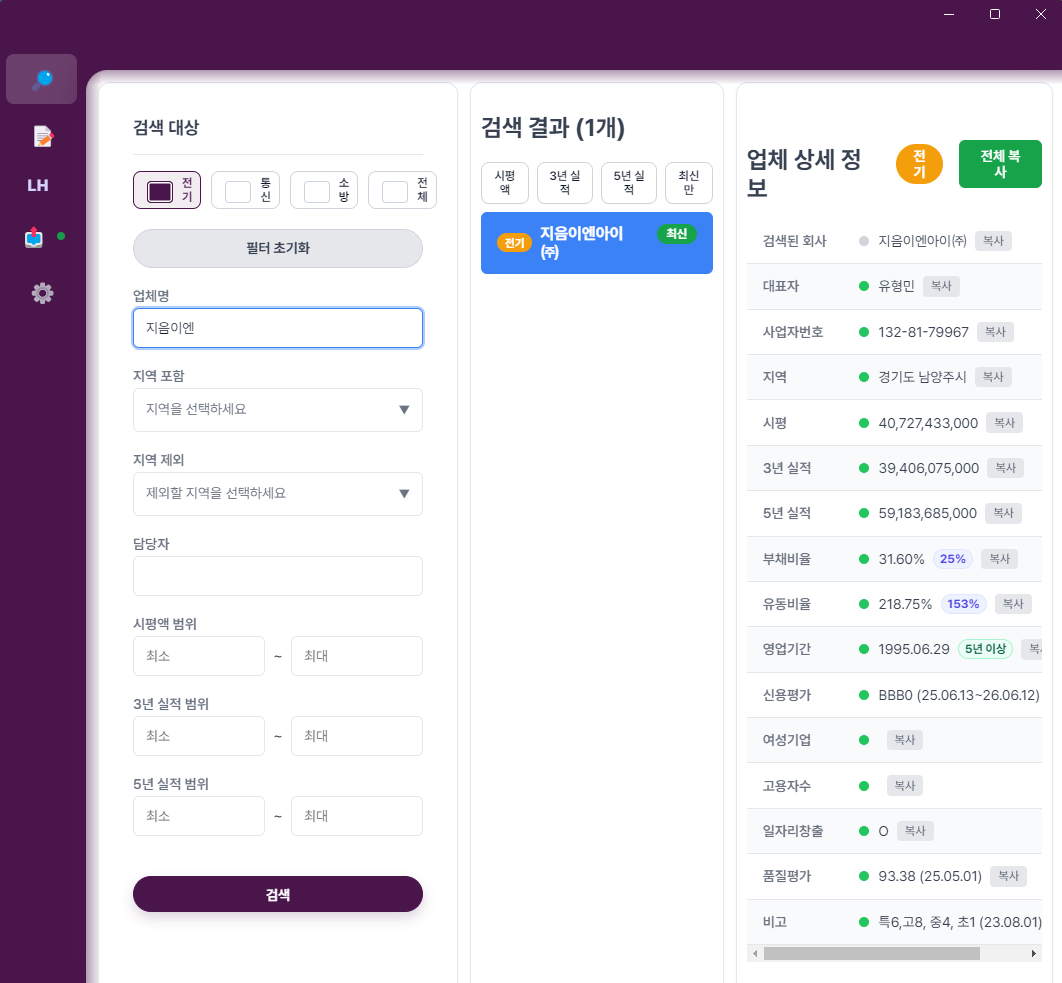 LH
검색 대상
전기
통신
소방
전체
필터 초기화
업체명
지음이엔
지역 포함
지역을 선택하세요 ▼
지역 제외
제외할 지역을 선택하세요 ▼
담당자
시평액 범위
최소 ~ 최대
3년 실적 범위
최소 ~ 최대
5년 실적 범위
최소 ~ 최대
검색
검색 결과 (1개)
시평
액
3년 실
적
5년 실
적
최신
만
전기 지음이엔아이
㈜ 최신
업체 상세 정
보
전
기
전체 복
사
검색된 회사 지음이엔아이㈜ 복사
대표자 유형민 복사
사업자번호 132-81-79967 복사
지역 경기도 남양주시 복사
시평 40,727,433,000 복사
3년 실적 39,406,075,000 복사
5년 실적 59,183,685,000 복사
부채비율 31.60% 25% 복사
유동비율 218.75% 153% 복사
영업기간 1995.06.29 5년 이상 복
신용평가 BBB0 (25.06.13~26.06.12)
여성기업 복사
고용자수 복사
일자리창출 O 복사
품질평가 93.38 (25.05.01) 복사
비고 특6,고8, 중4, 초1 (23.08.01)